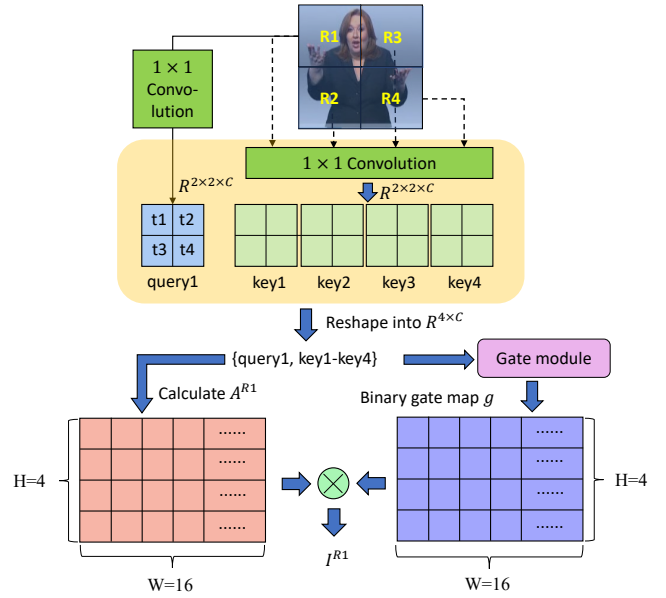 R1 R3
R2 R4
1 × 1
Convo-
lution
1 × 1 Convolution
R^{2×2×C}
R^{2×2×C}
t1 t2
t3 t4
query1
key1 key2 key3 key4
Reshape into R^{4×C}
{query1, key1-key4}
Gate module
Calculate A^{R1}
Binary gate map g
......
......
......
......
......
......
......
......
H=4
H=4
I^{R1}
W=16
W=16